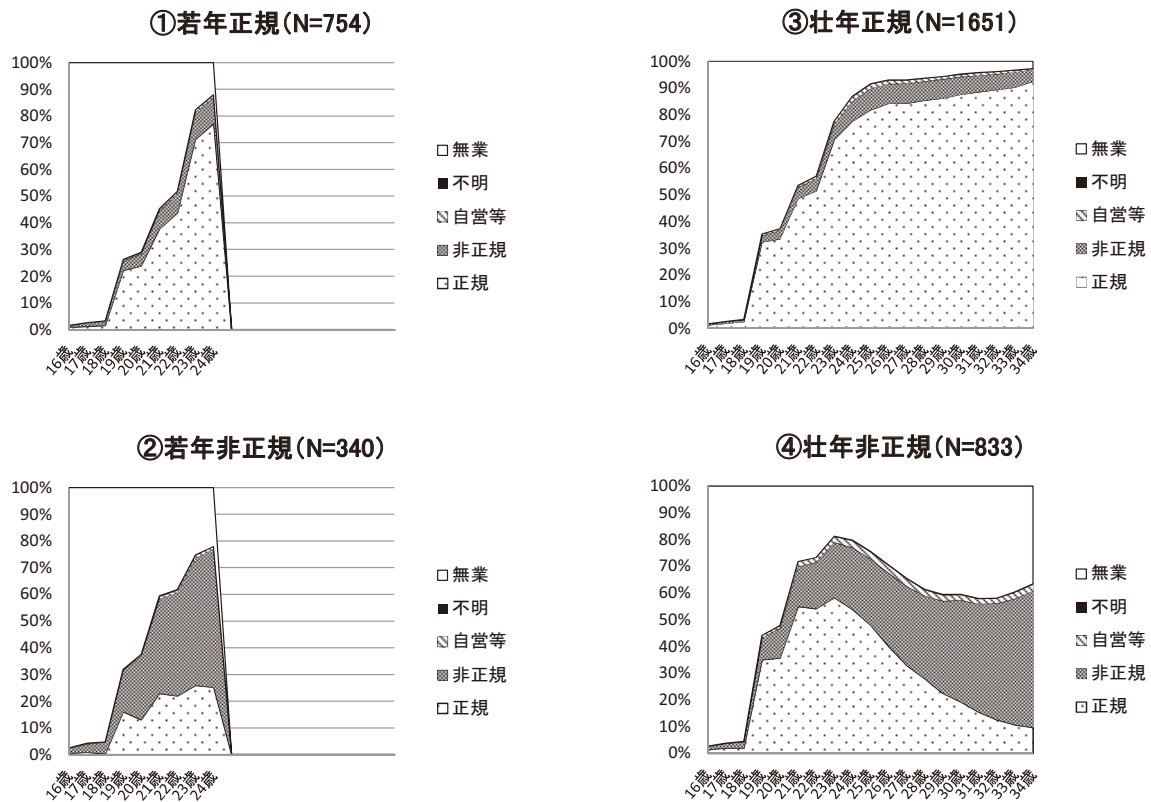 ①若年正規(N=754)
100%
90%
80%
70%
60%
50%
40%
30%
20%
10%
0%
16歳
17歳
18歳
19歳
20歳
21歳
22歳
23歳
24歳
無業
不明
自営等
非正規
正規
③壮年正規(N=1651)
100%
90%
80%
70%
60%
50%
40%
30%
20%
10%
0%
16歳
17歳
18歳
19歳
20歳
21歳
22歳
23歳
24歳
25歳
26歳
27歳
28歳
29歳
30歳
31歳
32歳
33歳
34歳
無業
不明
自営等
非正規
正規
②若年非正規(N=340)
100%
90%
80%
70%
60%
50%
40%
30%
20%
10%
0%
16歳
17歳
18歳
19歳
20歳
21歳
22歳
23歳
24歳
無業
不明
自営等
非正規
正規
④壮年非正規(N=833)
100%
90%
80%
70%
60%
50%
40%
30%
20%
10%
0%
16歳
17歳
18歳
19歳
20歳
21歳
22歳
23歳
24歳
25歳
26歳
27歳
28歳
29歳
30歳
31歳
32歳
33歳
34歳
無業
不明
自営等
非正規
正規